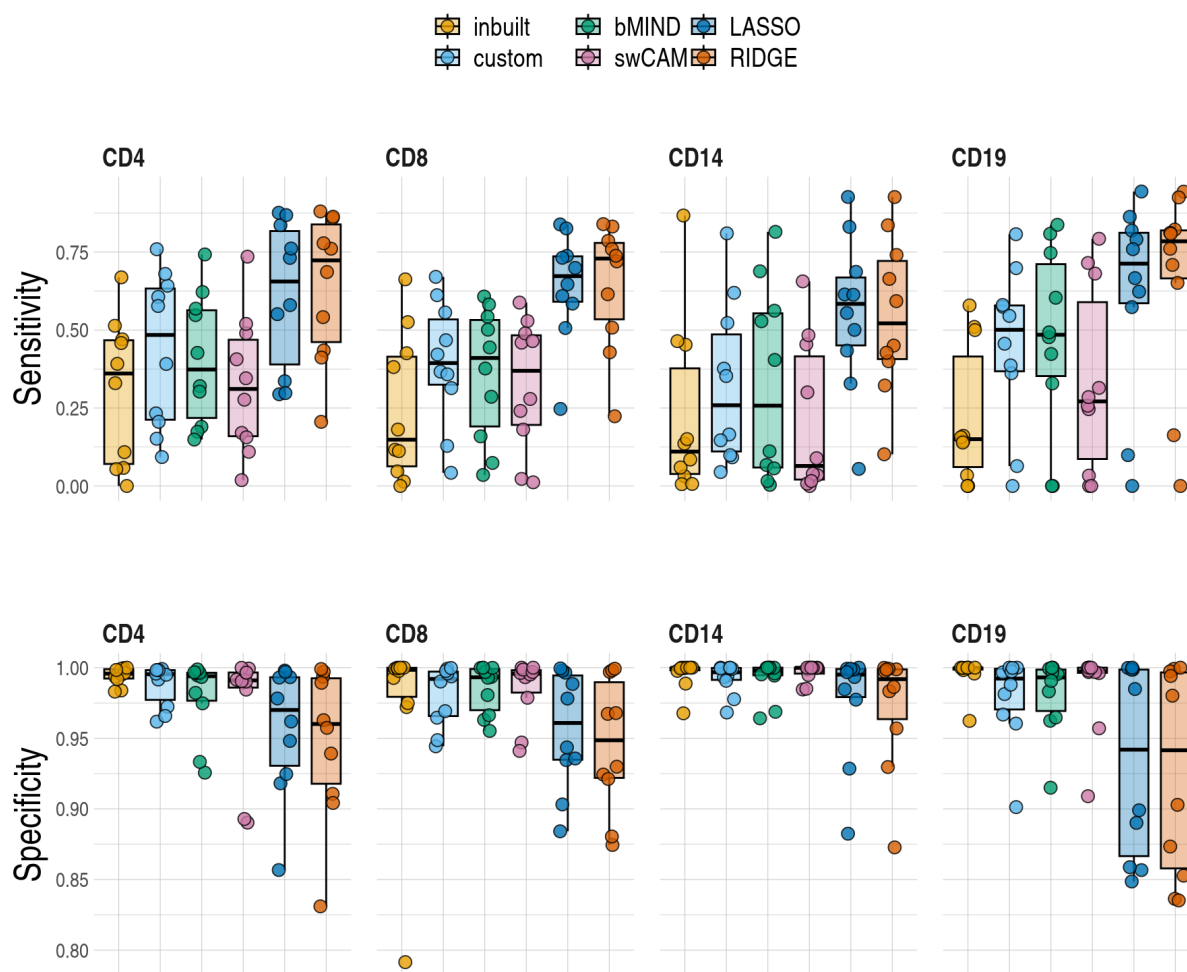 inbuilt bMIND LASSO
custom swCAM RIDGE
CD4 CD8 CD14 CD19
Sensitivity
0.75
0.50
0.25
0.00
CD4 CD8 CD14 CD19
Specificity
1.00
0.95
0.90
0.85
0.80